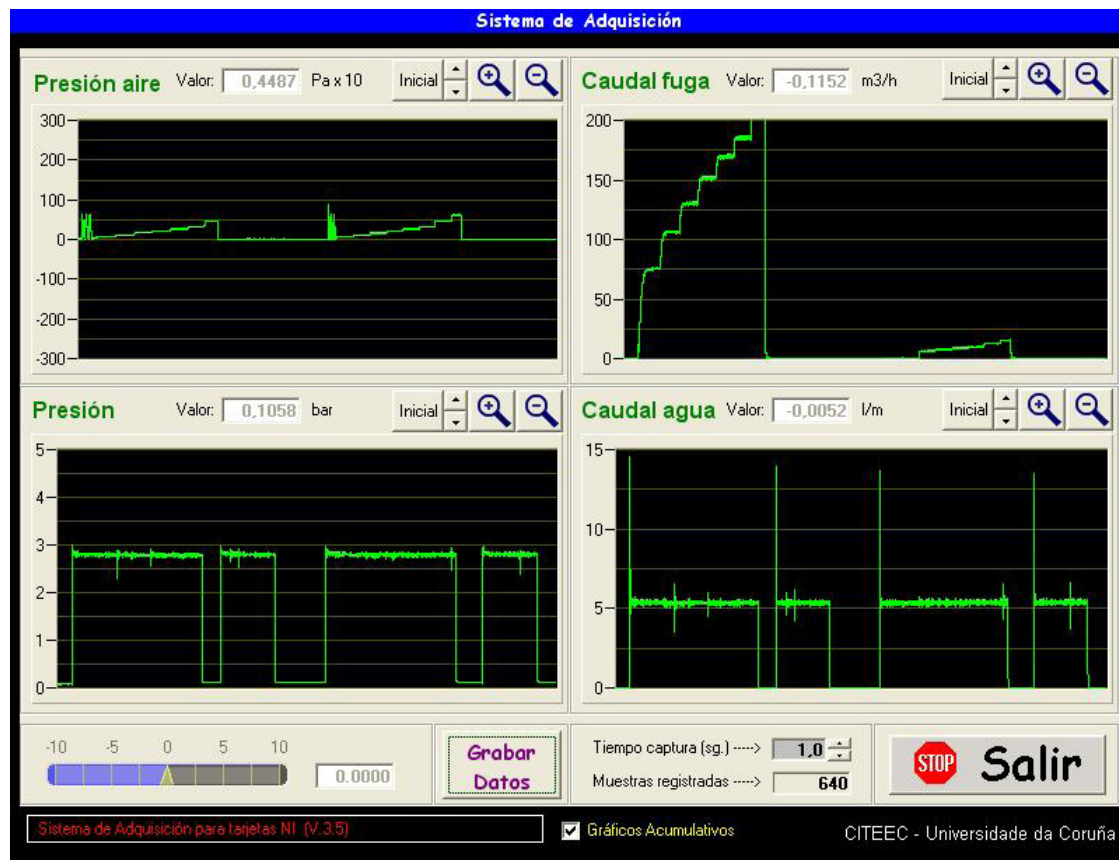 Sistema de Adquisición
Presión aire Valor: 0,4487 Pa x 10 Inicial
300
200
100
0
-100
-200
-300
Caudal fuga Valor: -0,1152 m3/h Inicial
200
150
100
50
0
Presión Valor: 0,1058 bar Inicial
5
4
3
2
1
0
Caudal agua Valor: -0,0052 l/m Inicial
15
10
5
0
-10 -5 0 5 10
0.0000
Grabar
Datos
Tiempo captura (sg.) ----> 1,0
Muestras registradas ----> 640
STOP Salir
Sistema de Adquisición para tarjetas NI (V.3.5)
Gráficos Acumulativos
CITEEC - Universidade da Coruña